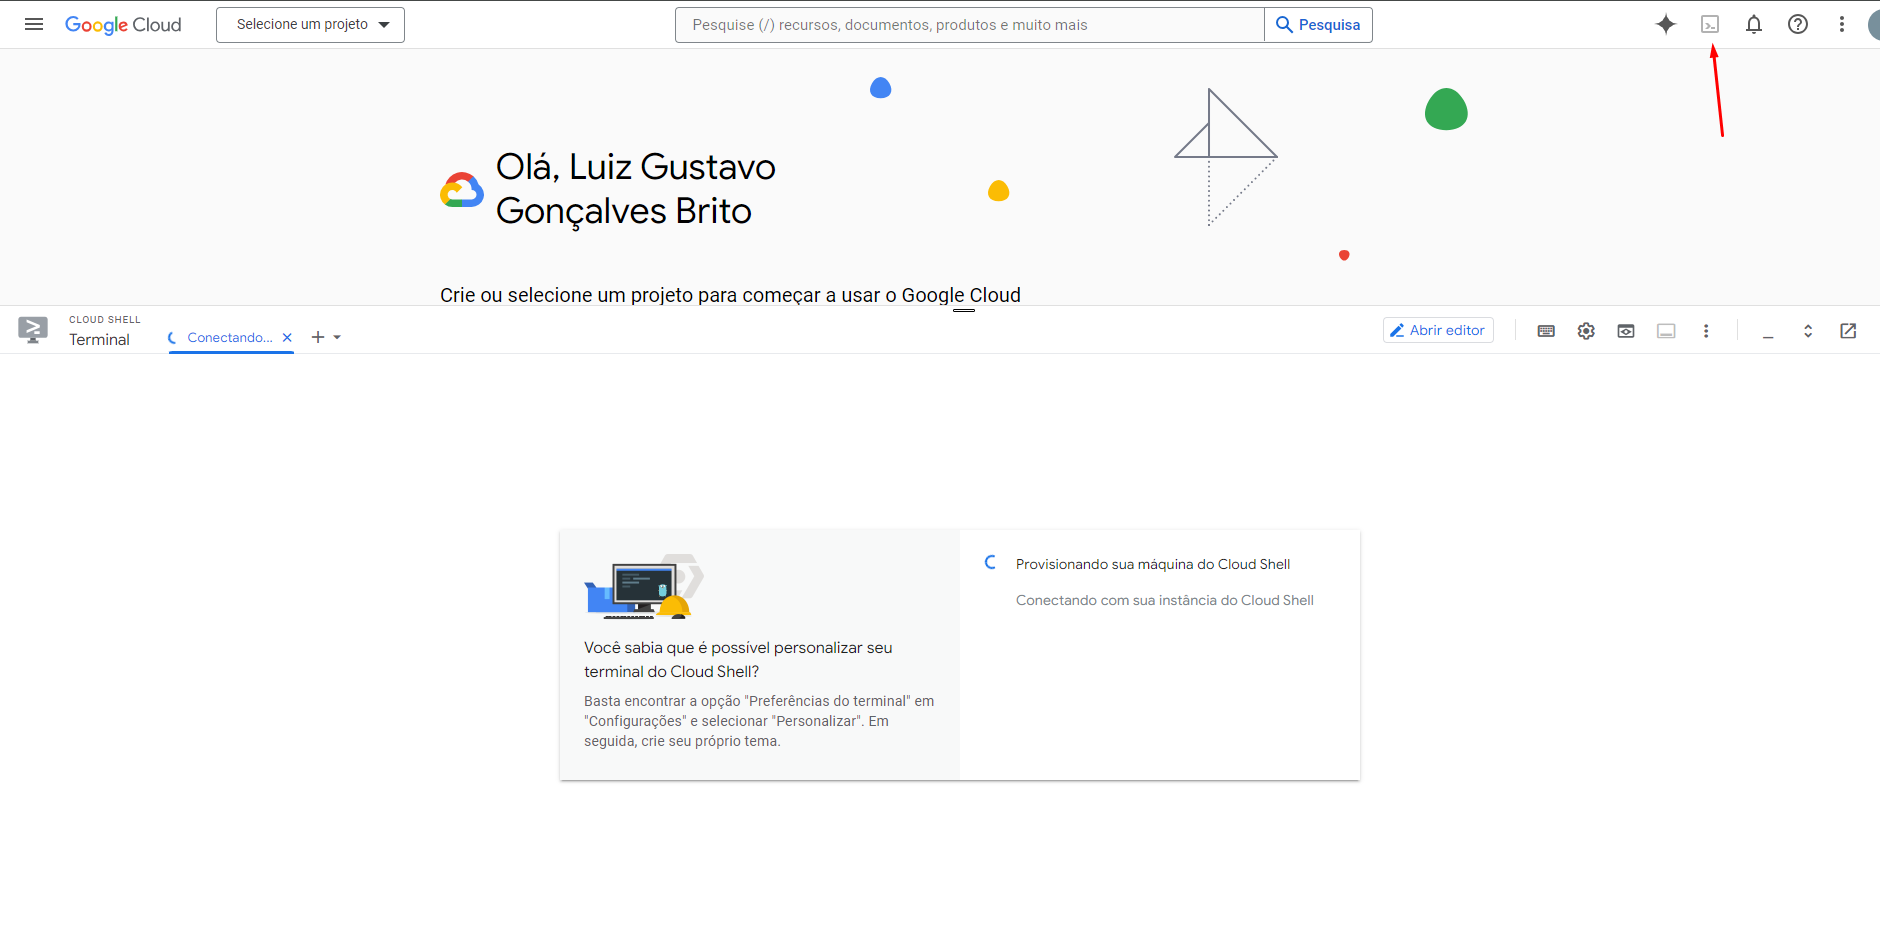 Google Cloud
Selecione um projeto
Pesquise (/) recursos, documentos, produtos e muito mais
Pesquisa
Olá, Luiz Gustavo
Gonçalves Brito
Crie ou selecione um projeto para começar a usar o Google Cloud
CLOUD SHELL
Terminal
Conectando...
Abrir editor
Você sabia que é possível personalizar seu
terminal do Cloud Shell?
Basta encontrar a opção "Preferências do terminal" em
"Configurações" e selecionar "Personalizar". Em
seguida, crie seu próprio tema.
Provisionando sua máquina do Cloud Shell
Conectando com sua instância do Cloud Shell